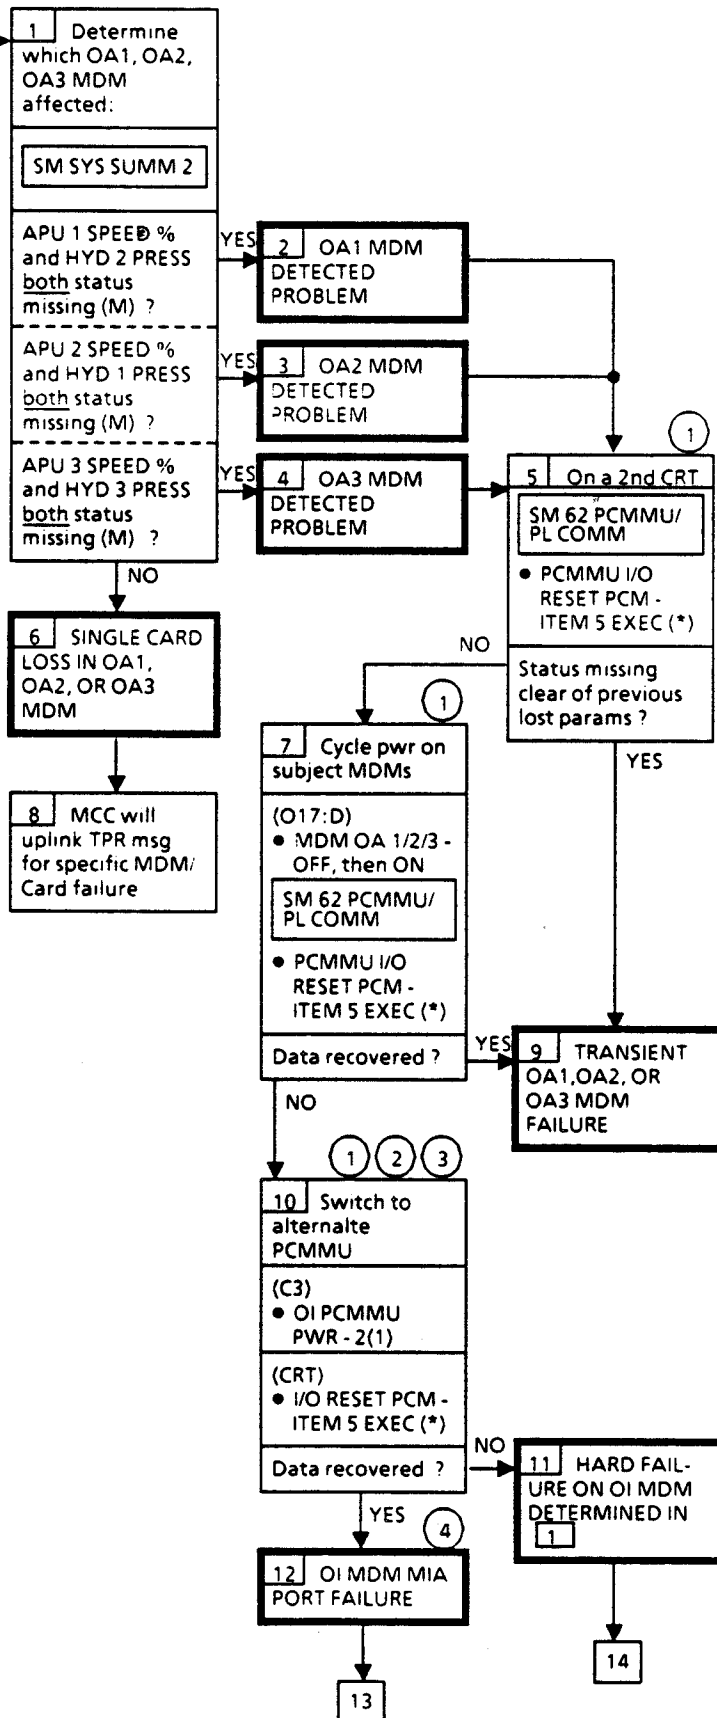 1 Determine
which OA1, OA2,
OA3 MDM
affected:
SM SYS SUMM 2
APU 1 SPEED %
and HYD 2 PRESS
both status
missing (M) ?
YES
2 OA1 MDM
DETECTED
PROBLEM
APU 2 SPEED %
and HYD 1 PRESS
both status
missing (M) ?
YES
3 OA2 MDM
DETECTED
PROBLEM
APU 3 SPEED %
and HYD 3 PRESS
both status
missing (M) ?
YES
4 OA3 MDM
DETECTED
PROBLEM
1
5 On a 2nd CRT
SM 62 PCMMU/
PL COMM
• PCMMU I/O
RESET PCM -
ITEM 5 EXEC (*)
Status missing
clear of previous
lost params ?
NO
YES
NO
6 SINGLE CARD
LOSS IN OA1,
OA2, OR OA3
MDM
8 MCC will
uplink TPR msg
for specific MDM/
Card failure
1
7 Cycle pwr on
subject MDMs
(O17:D)
• MDM OA 1/2/3 -
OFF, then ON
SM 62 PCMMU/
PL COMM
• PCMMU I/O
RESET PCM -
ITEM 5 EXEC (*)
Data recovered ?
YES
9 TRANSIENT
OA1,OA2, OR
OA3 MDM
FAILURE
NO
1 2 3
10 Switch to
alternalte
PCMMU
(C3)
• OI PCMMU
PWR - 2(1)
(CRT)
• I/O RESET PCM -
ITEM 5 EXEC (*)
Data recovered ?
NO
11 HARD FAIL-
URE ON OI MDM
DETERMINED IN
1
YES
4
12 OI MDM MIA
PORT FAILURE
14
13